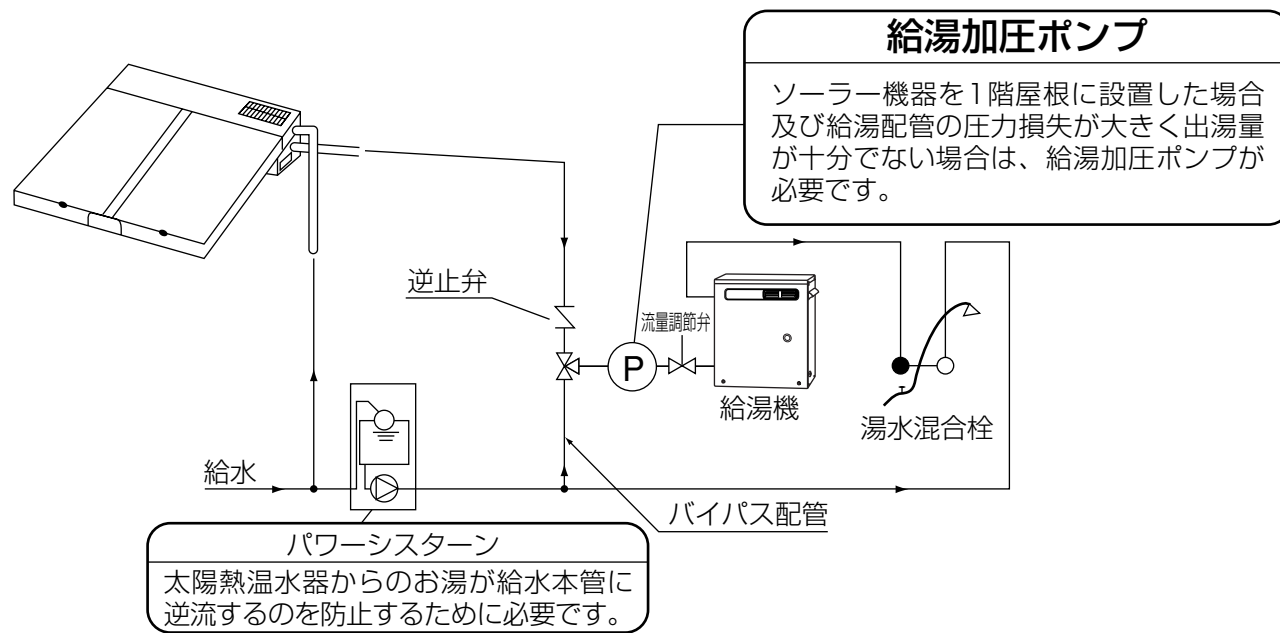 給湯加圧ポンプ
ソーラー機器を1階屋根に設置した場合
及び給湯配管の圧力損失が大きく出湯量
が十分でない場合は、給湯加圧ポンプが
必要です。
逆止弁
流量調節弁
P
給湯機
湯水混合栓
給水
バイパス配管
パワーシスターン
太陽熱温水器からのお湯が給水本管に
逆流するのを防止するために必要です。